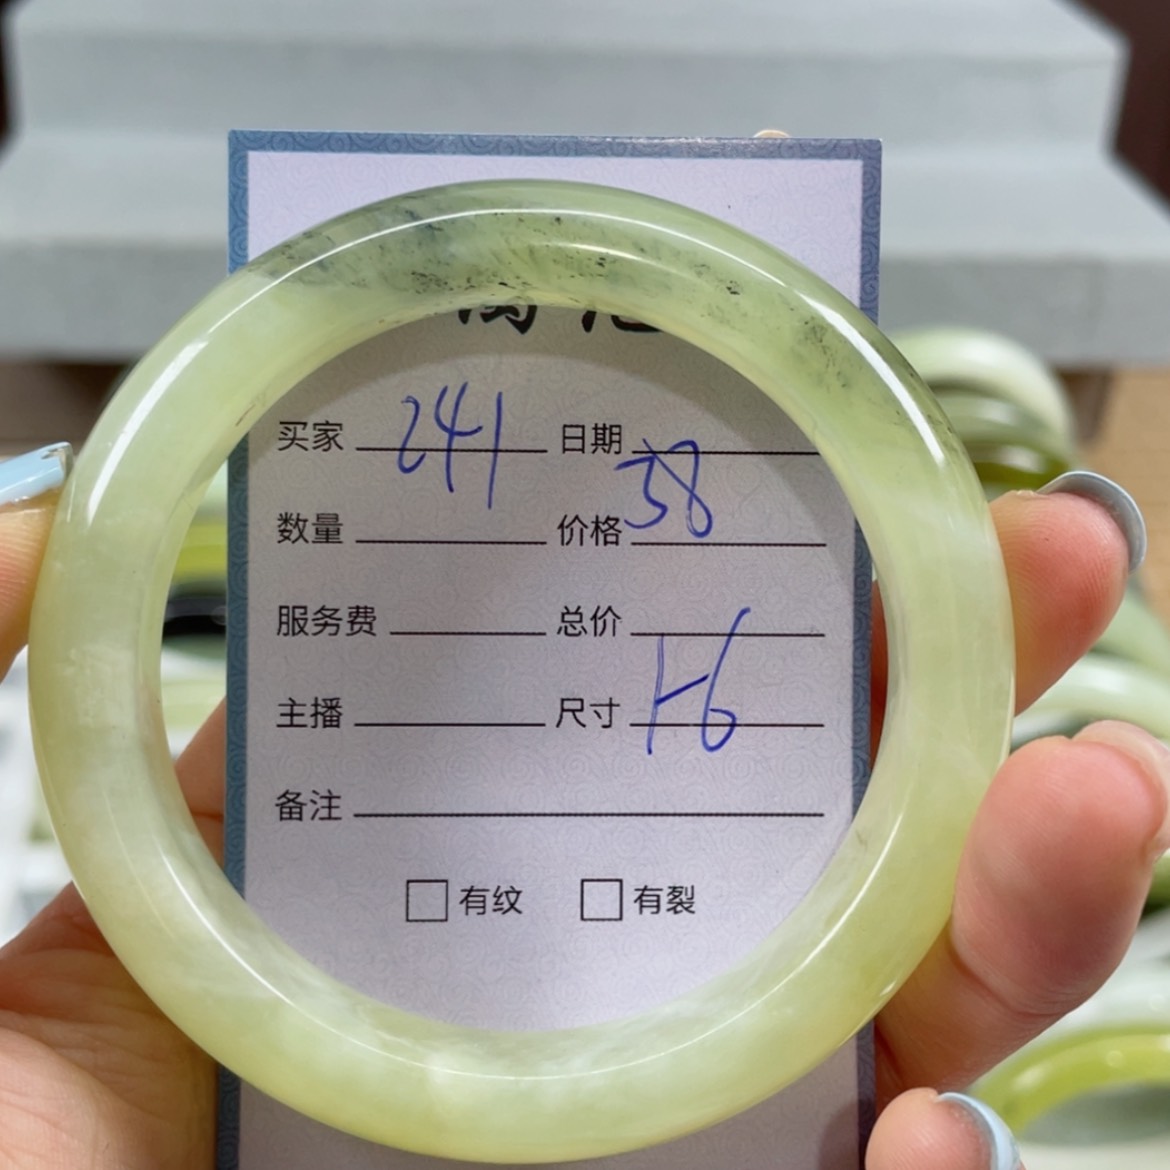 买家 241 日期
数量 价格 58
服务费 总价
主播 尺寸
备注
□有纹 □有裂